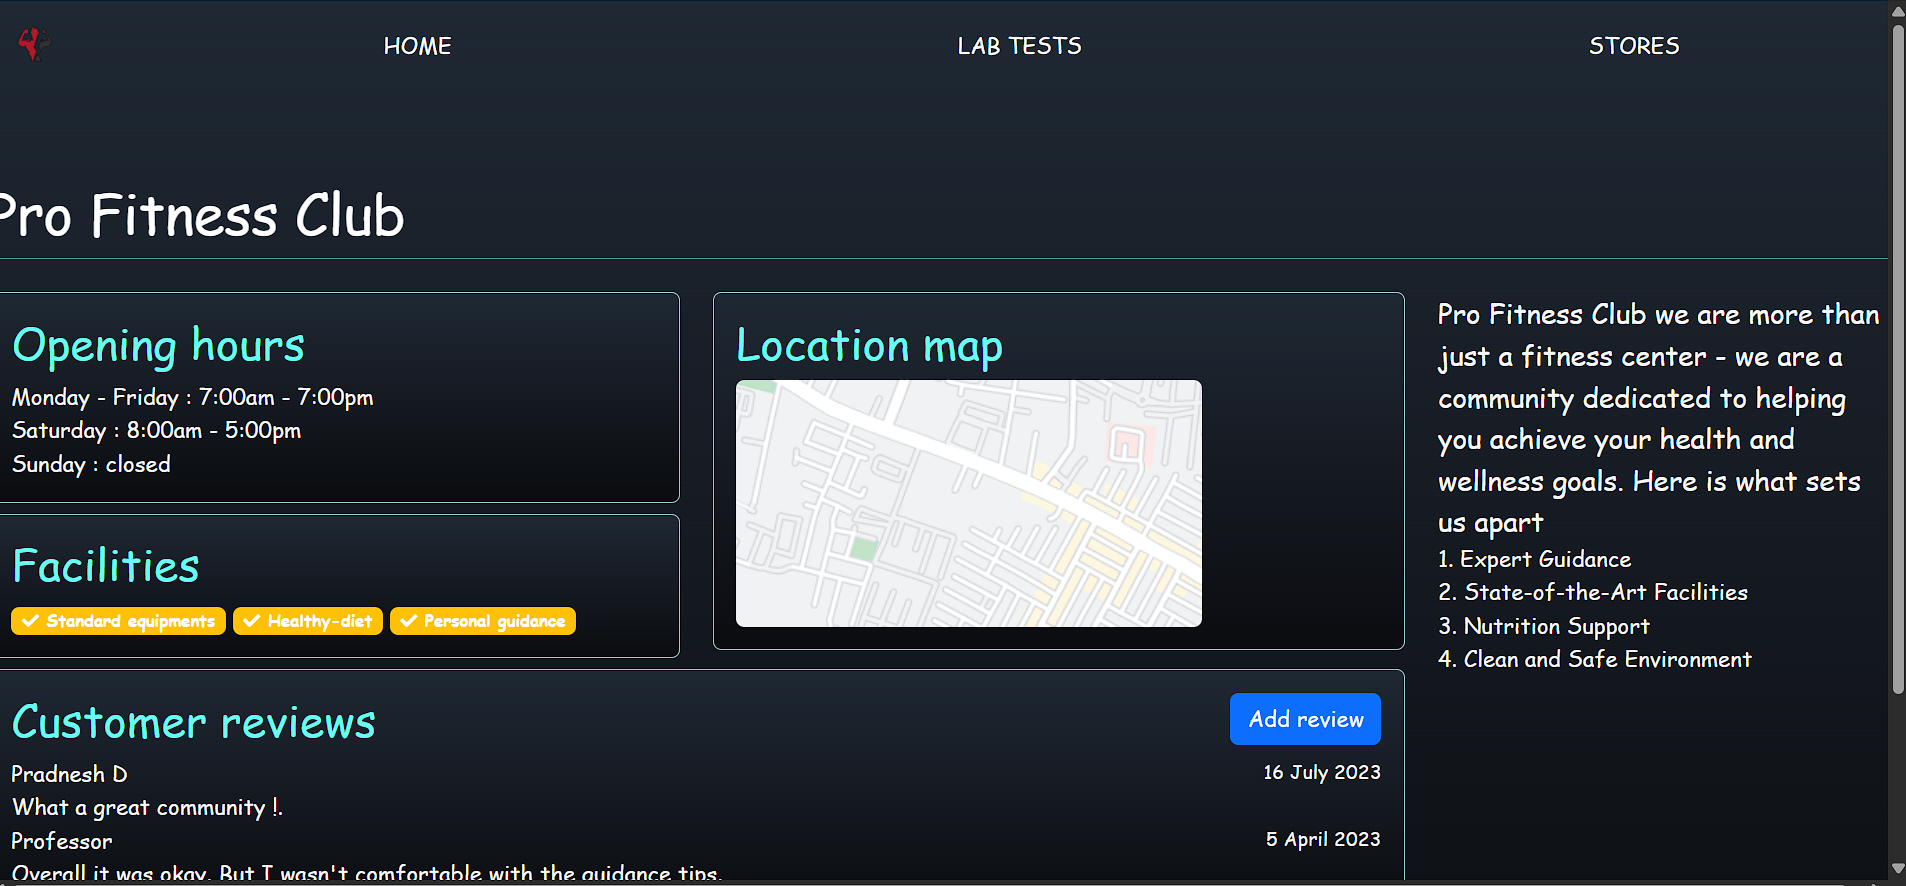 HOME
LAB TESTS
STORES
Pro Fitness Club
Opening hours
Monday - Friday : 7:00am - 7:00pm
Saturday : 8:00am - 5:00pm
Sunday : closed
Facilities
Standard equipments
Healthy-diet
Personal guidance
Location map
Pro Fitness Club we are more than
just a fitness center - we are a
community dedicated to helping
you achieve your health and
wellness goals. Here is what sets
us apart
1. Expert Guidance
2. State-of-the-Art Facilities
3. Nutrition Support
4. Clean and Safe Environment
Customer reviews
Add review
Pradnesh D
16 July 2023
What a great community !.
Professor
5 April 2023
Overall it was okay. But I wasn't comfortable with the guidance tips.